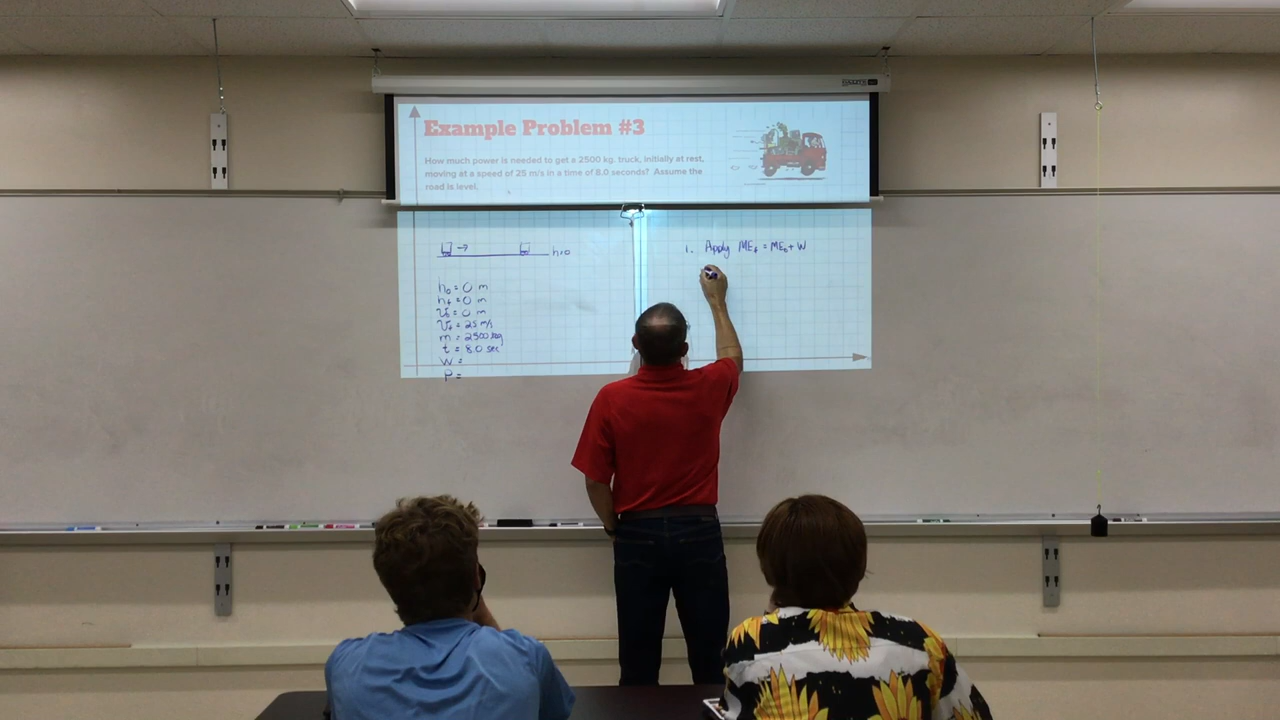 Example Problem #3
How much power is needed to get a 2500 kg. truck, initially at rest,
moving at a speed of 25 m/s in a time of 8.0 seconds? Assume the
road is level.
h=0
h₀ = 0 m
h_f = 0 m
v₀ = 0 m
v_f = 25 m/s
m = 2500 kg
t = 8.0 sec
W =
P =
1. Apply ME_f = ME₀ + W